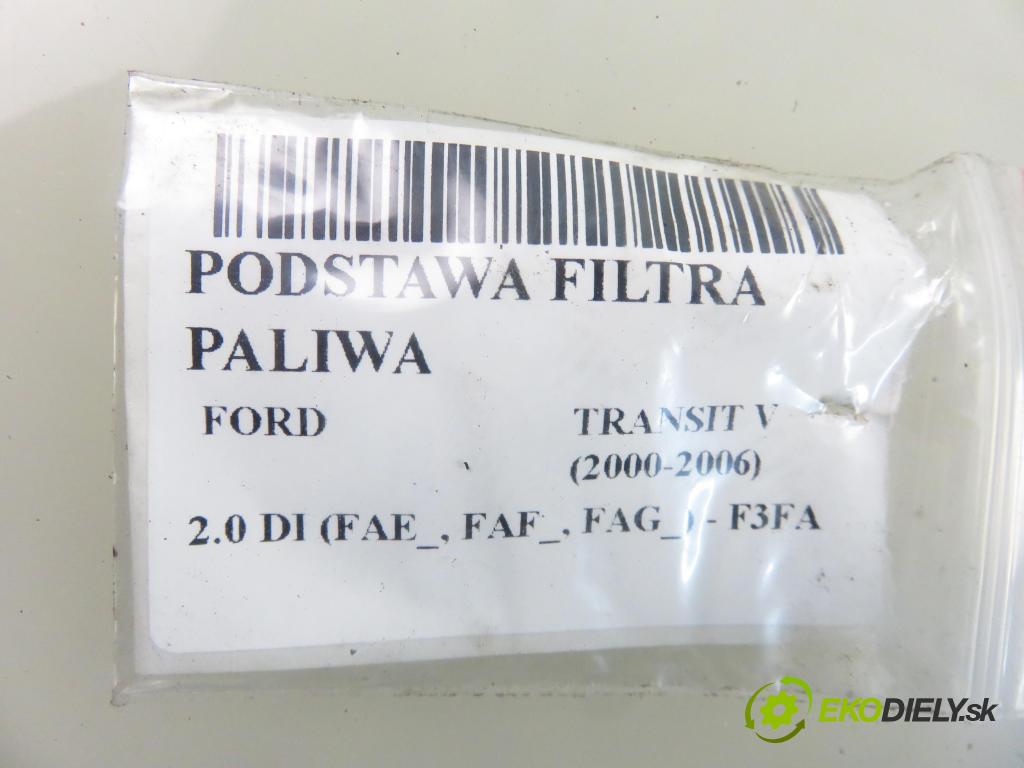 PODSTAWA FILTRA
PALIWA
FORD TRANSIT V
(2000-2006)
2.0 DI (FAE_, FAF_, FAG_) - F3FA
EKODIELY.sk